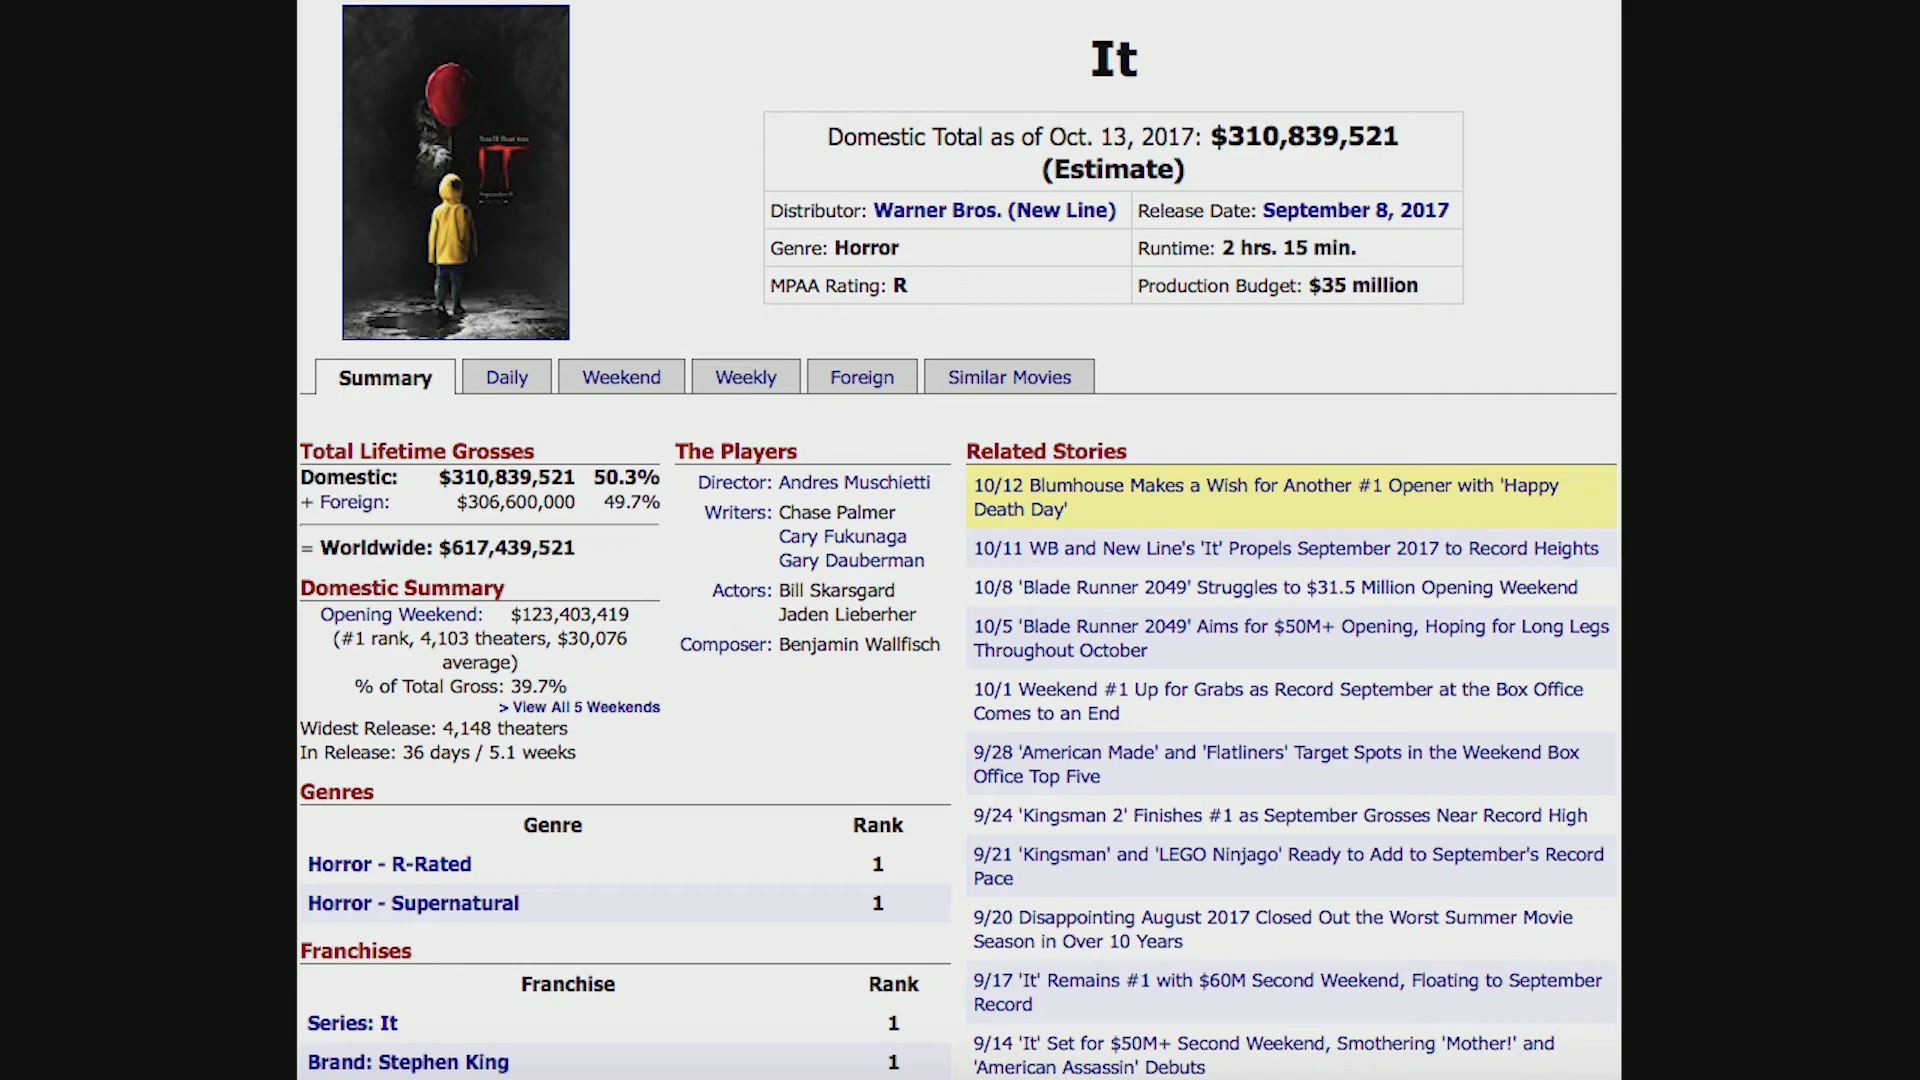 It
Domestic Total as of Oct. 13, 2017: $310,839,521
(Estimate)
Distributor: Warner Bros. (New Line) Release Date: September 8, 2017
Genre: Horror Runtime: 2 hrs. 15 min.
MPAA Rating: R Production Budget: $35 million
IT
Summary Daily Weekend Weekly Foreign Similar Movies
Total Lifetime Grosses
Domestic: $310,839,521 50.3%
+ Foreign: $306,600,000 49.7%
= Worldwide: $617,439,521
Domestic Summary
Opening Weekend: $123,403,419
(#1 rank, 4,103 theaters, $30,076
average)
% of Total Gross: 39.7%
> View All 5 Weekends
Widest Release: 4,148 theaters
In Release: 36 days / 5.1 weeks
The Players
Director: Andres Muschietti
Writers: Chase Palmer
Cary Fukunaga
Gary Dauberman
Actors: Bill Skarsgard
Jaden Lieberher
Composer: Benjamin Wallfisch
Genres
Genre Rank
Horror - R-Rated 1
Horror - Supernatural 1
Franchises
Franchise Rank
Series: It 1
Brand: Stephen King 1
Related Stories
10/12 Blumhouse Makes a Wish for Another #1 Opener with 'Happy
Death Day'
10/11 WB and New Line's 'It' Propels September 2017 to Record Heights
10/8 'Blade Runner 2049' Struggles to $31.5 Million Opening Weekend
10/5 'Blade Runner 2049' Aims for $50M+ Opening, Hoping for Long Legs
Throughout October
10/1 Weekend #1 Up for Grabs as Record September at the Box Office
Comes to an End
9/28 'American Made' and 'Flatliners' Target Spots in the Weekend Box
Office Top Five
9/24 'Kingsman 2' Finishes #1 as September Grosses Near Record High
9/21 'Kingsman' and 'LEGO Ninjago' Ready to Add to September's Record
Pace
9/20 Disappointing August 2017 Closed Out the Worst Summer Movie
Season in Over 10 Years
9/17 'It' Remains #1 with $60M Second Weekend, Floating to September
Record
9/14 'It' Set for $50M+ Second Weekend, Smothering 'Mother!' and
'American Assassin' Debuts